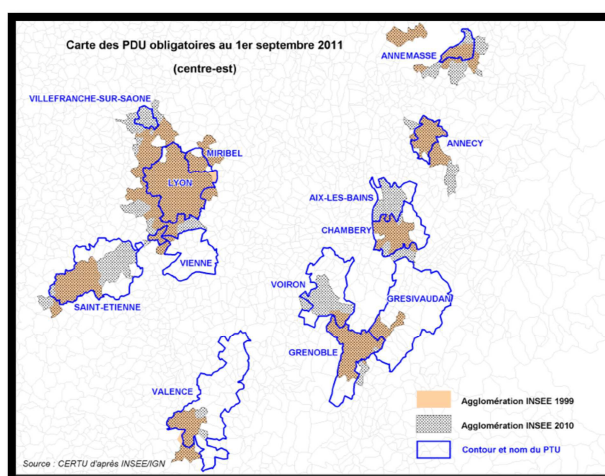 Carte des PDU obligatoires au 1er septembre 2011
(centre-est)
ANNEMASSE
VILLEFRANCHE-SUR-SAONE
MIRIBEL
ANNECY
LYON
AIX-LES-BAINS
CHAMBERY
VIENNE
VOIRON
GRESIVAUDAN
SAINT-ETIENNE
GRENOBLE
VALENCE
Agglomération INSEE 1999
Agglomération INSEE 2010
Contour et nom du PTU
Source : CERTU d'après INSEE/IGN